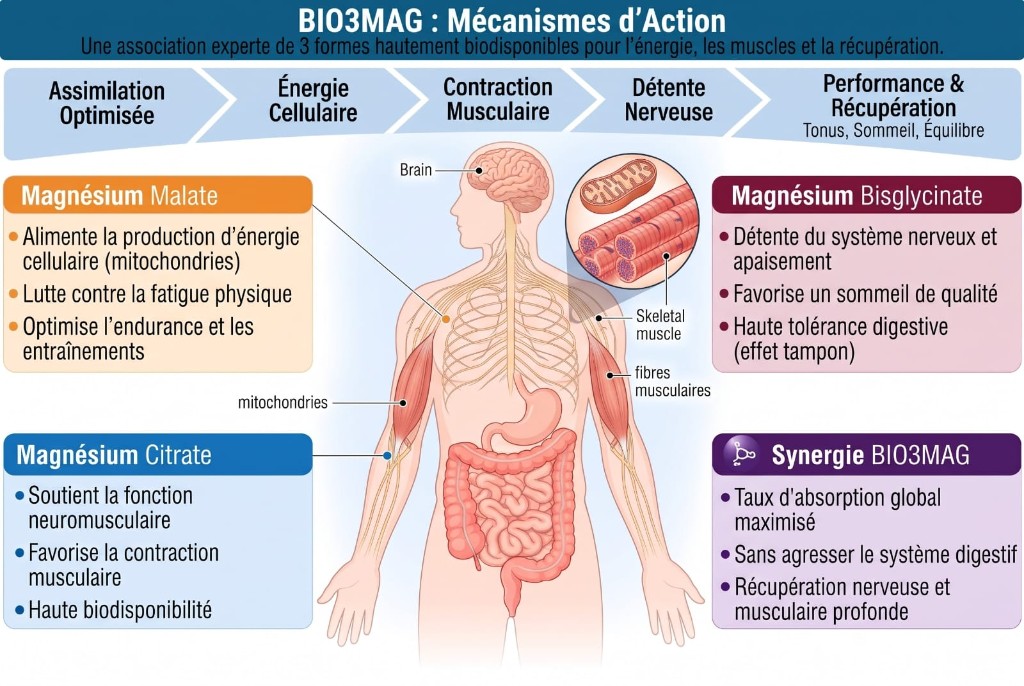 BIO3MAG : Mécanismes d’Action
Une association experte de 3 formes hautement biodisponibles pour l’énergie, les muscles et la récupération.
Assimilation
Optimisée
Énergie
Cellulaire
Contraction
Musculaire
Détente
Nerveuse
Performance &
Récupération
Tonus, Sommeil, Équilibre
Magnésium Malate
• Alimente la production d’énergie
cellulaire (mitochondries)
• Lutte contre la fatigue physique
• Optimise l’endurance et les
entraînements
Brain
Skeletal
muscle
fibres
musculaires
mitochondries
Magnésium Bisglycinate
• Détente du système nerveux et
apaisement
• Favorise un sommeil de qualité
• Haute tolérance digestive
(effet tampon)
Magnésium Citrate
• Soutient la fonction
neuromusculaire
• Favorise la contraction
musculaire
• Haute biodisponibilité
Synergie BIO3MAG
• Taux d'absorption global
maximisé
• Sans agresser le système digestif
• Récupération nerveuse et
musculaire profonde